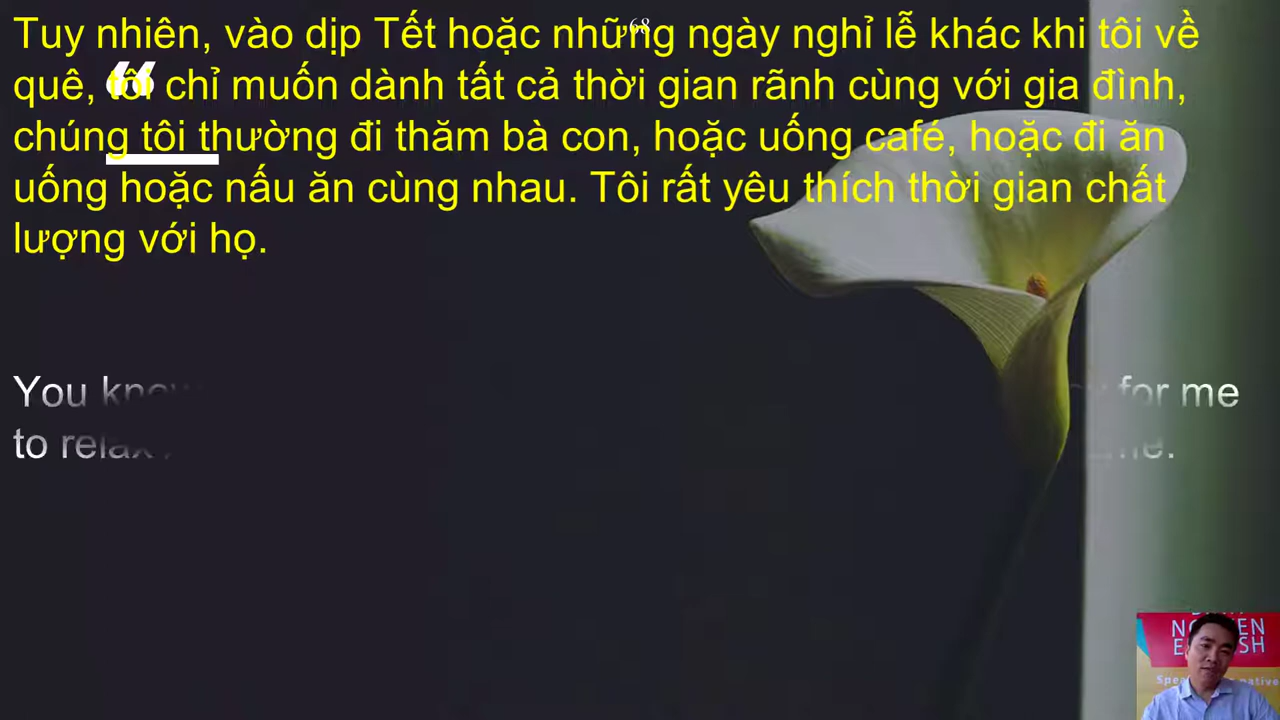 68
Tuy nhiên, vào dịp Tết hoặc những ngày nghỉ lễ khác khi tôi về
quê, tôi chỉ muốn dành tất cả thời gian rãnh cùng với gia đình,
chúng tôi thường đi thăm bà con, hoặc uống café, hoặc đi ăn
uống hoặc nấu ăn cùng nhau. Tôi rất yêu thích thời gian chất
lượng với họ.
You for me
to relax